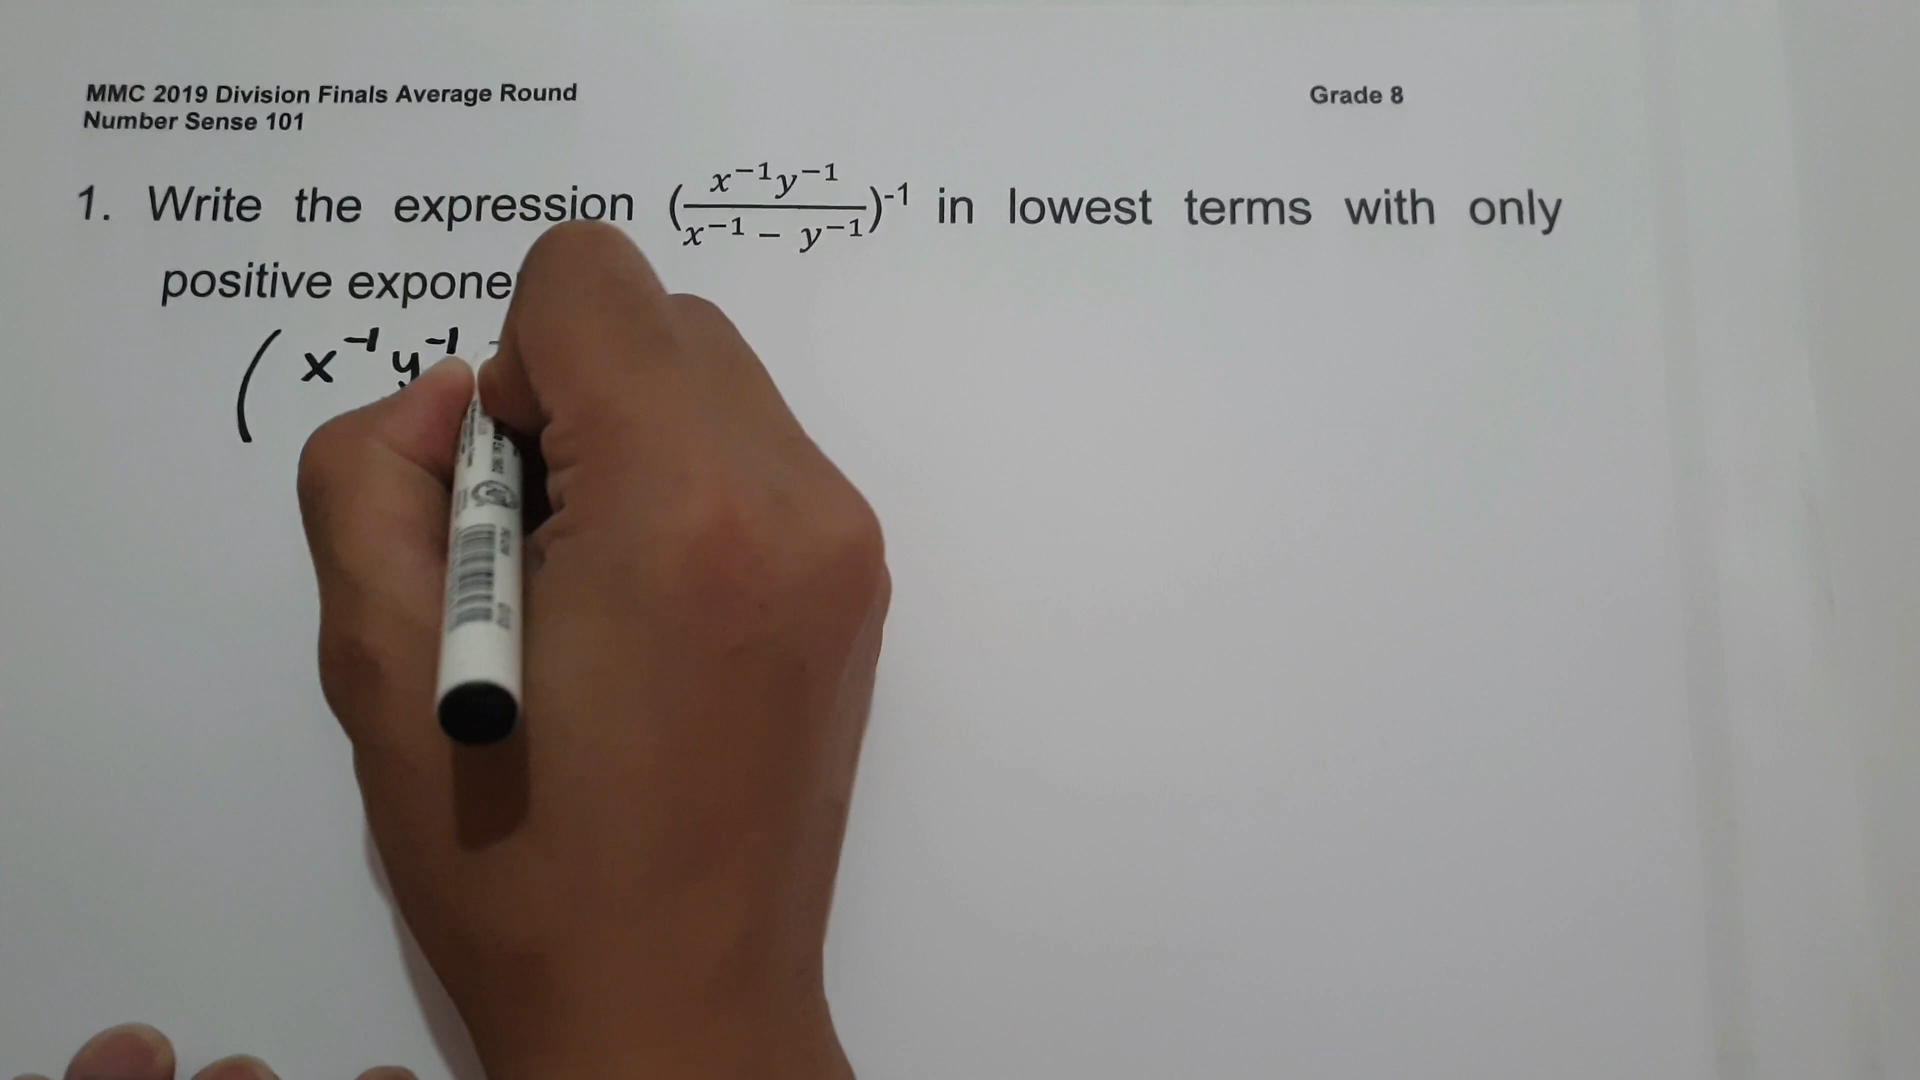 MMC 2019 Division Finals Average Round
Grade 8
Number Sense 101
1. Write the expression (x⁻¹y⁻¹ / x⁻¹ − y⁻¹)⁻¹ in lowest terms with only
positive expone
( x⁻¹ y⁻¹